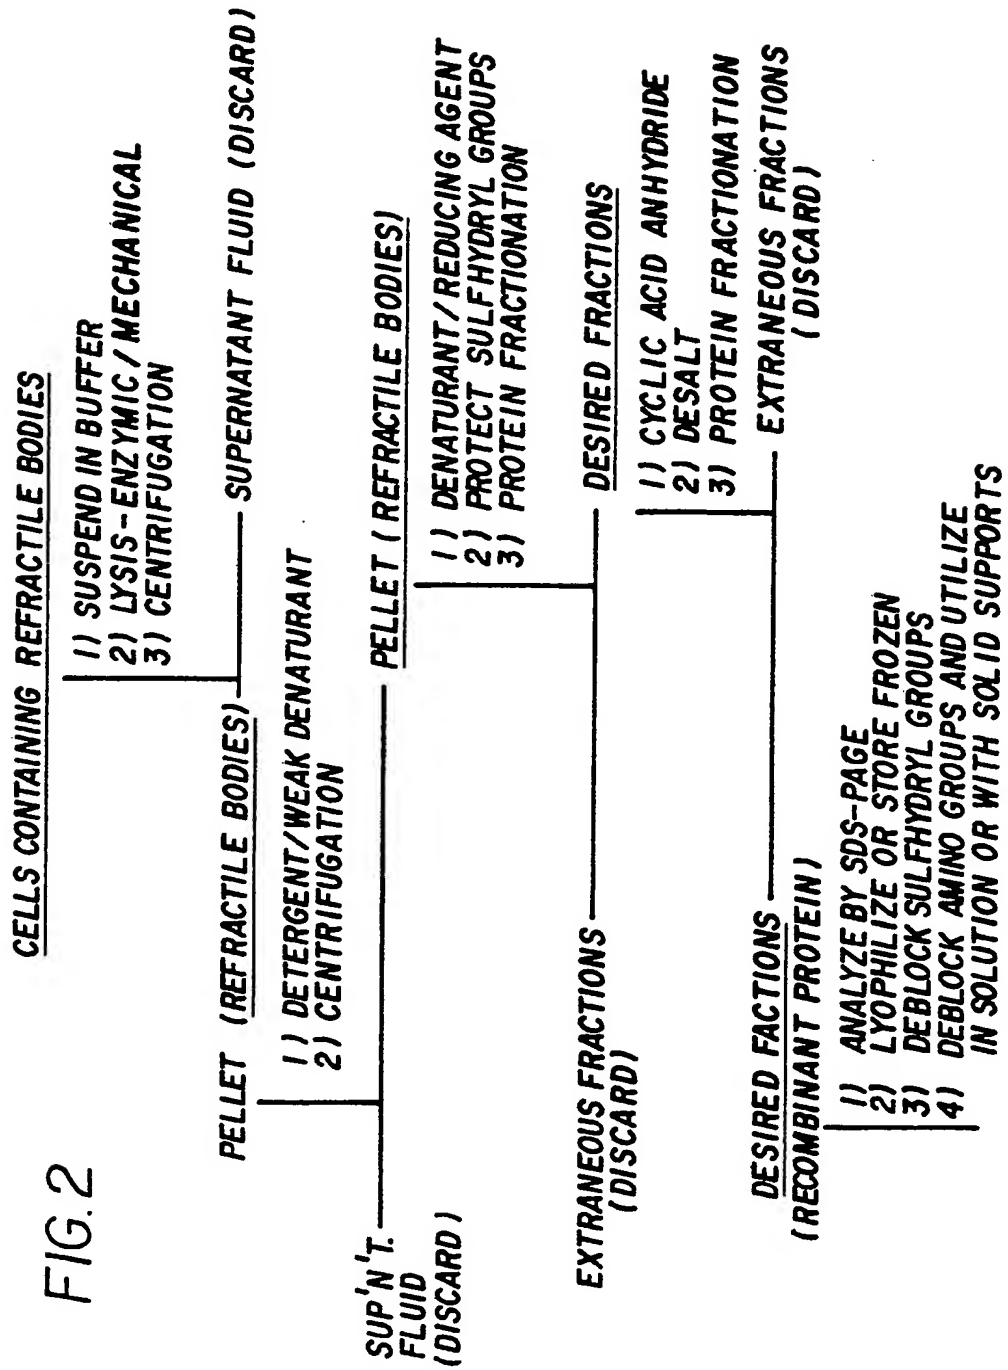 FIG. 2
CELLS CONTAINING REFRACTILE BODIES
1) SUSPEND IN BUFFER
2) LYSIS-ENZYMIC / MECHANICAL
3) CENTRIFUGATION
PELLET (REFRACTILE BODIES)
SUPERNATANT FLUID (DISCARD)
1) DETERGENT/WEAK DENATURANT
2) CENTRIFUGATION
SUP'N'T.
FLUID
(DISCARD)
PELLET (REFRACTILE BODIES)
1) DENATURANT/REDUCING AGENT
2) PROTECT SULFHYDRYL GROUPS
3) PROTEIN FRACTIONATION
EXTRANEOUS FRACTIONS
(DISCARD)
DESIRED FRACTIONS
1) CYCLIC ACID ANHYDRIDE
2) DESALT
3) PROTEIN FRACTIONATION
DESIRED FACTIONS
(RECOMBINANT PROTEIN)
EXTRANEOUS FRACTIONS
(DISCARD)
1) ANALYZE BY SDS-PAGE
2) LYOPHILIZE OR STORE FROZEN
3) DEBLOCK SULFHYDRYL GROUPS
4) DEBLOCK AMINO GROUPS AND UTILIZE
IN SOLUTION OR WITH SOLID SUPPORTS